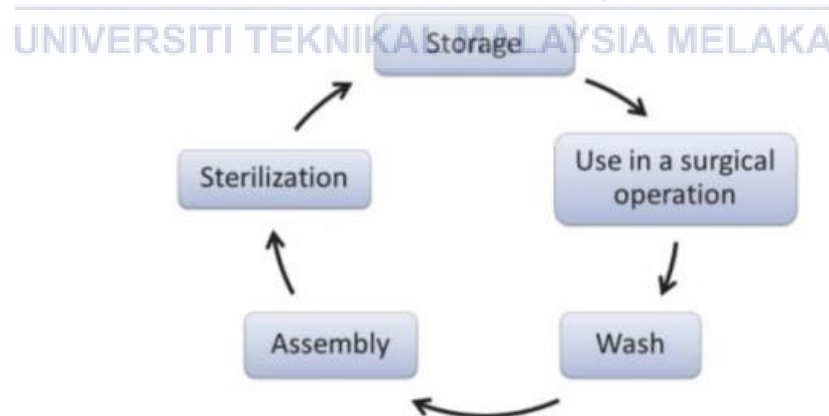 UNIVERSITI TEKNIKAL MALAYSIA MELAKA
Storage
Use in a surgical
operation
Wash
Assembly
Sterilization